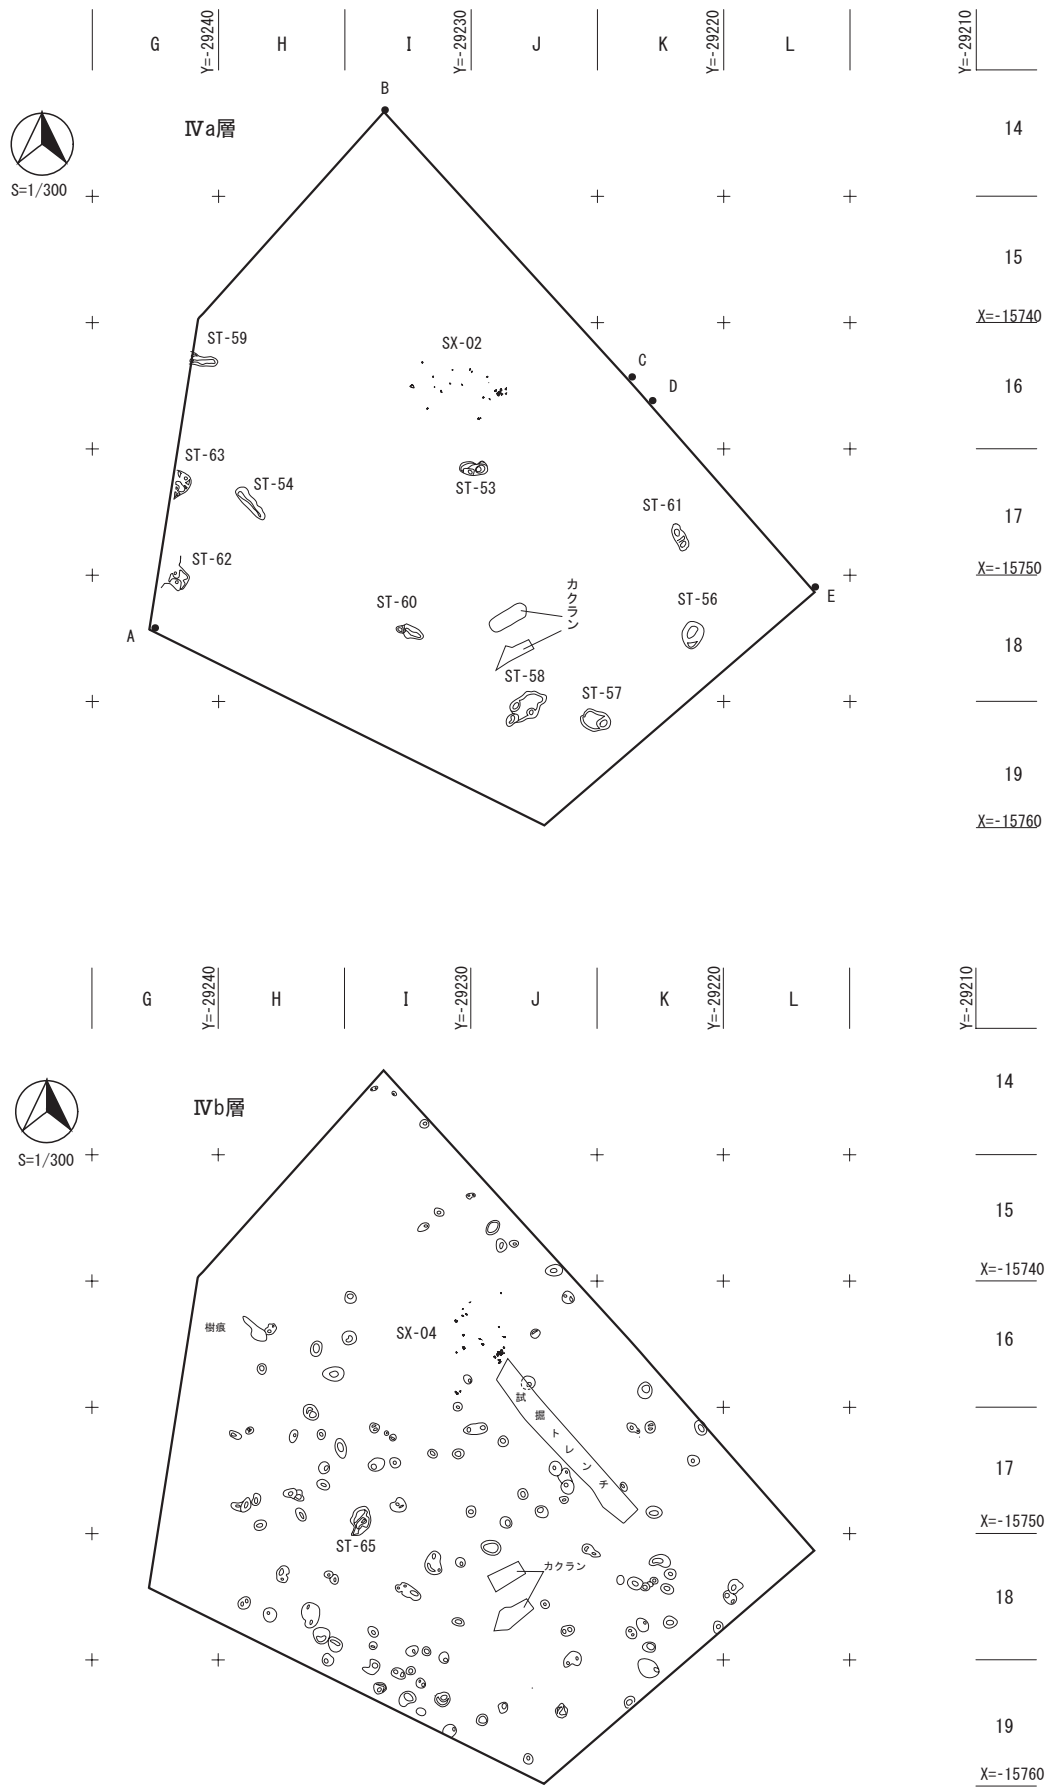 G H I J K L
Y=-29240 Y=-29230 Y=-29220 Y=-29210
B
Ⅳa層
14
S=1/300
15
X=-15740
ST-59
SX-02
C
D
16
ST-63
ST-54
ST-53
ST-61
17
ST-62
X=-15750
カクラン
E
ST-60
ST-56
A
18
ST-58
ST-57
19
X=-15760
G H I J K L
Y=-29240 Y=-29230 Y=-29220 Y=-29210
14
Ⅳb層
S=1/300
15
X=-15740
樹痕
SX-04
16
試掘トレンチ
17
X=-15750
ST-65
カクラン
18
19
X=-15760